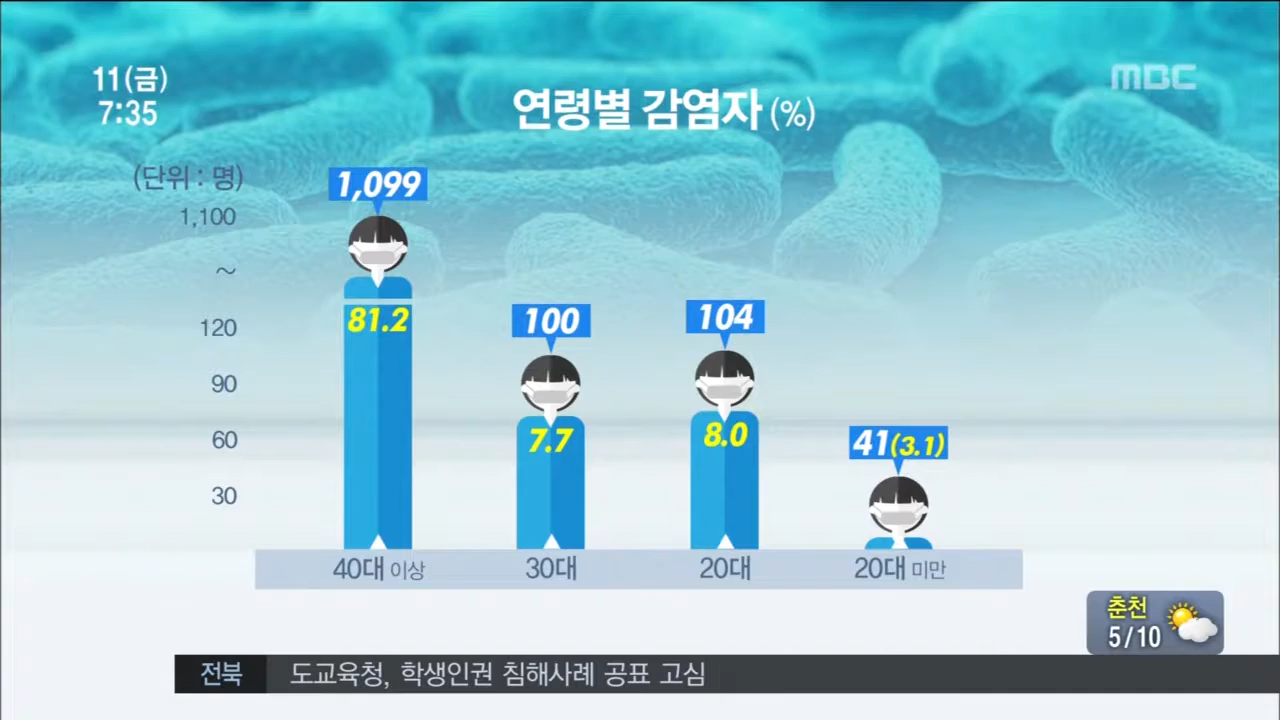 11(금)
7:35
MBC
연령별 감염자 (%)
(단위 : 명)
1,100
~
120
90
60
30
1,099
81.2
100
7.7
104
8.0
41(3.1)
40대 이상
30대
20대
20대 미만
춘천
5/10
전북 도교육청, 학생인권 침해사례 공표 고심